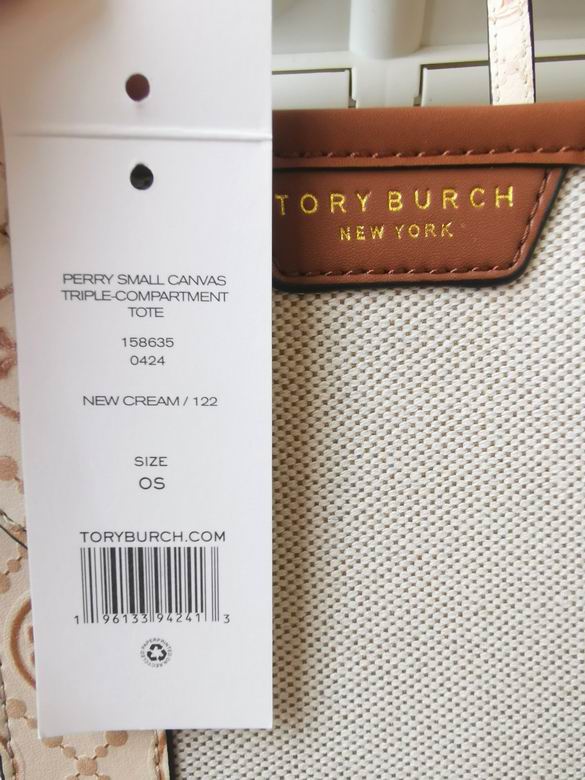 PERRY SMALL CANVAS
TRIPLE-COMPARTMENT
TOTE
158635
0424
NEW CREAM / 122
SIZE
OS
TORYBURCH.COM
1 96133 94241 3
TORY BURCH
NEW YORK